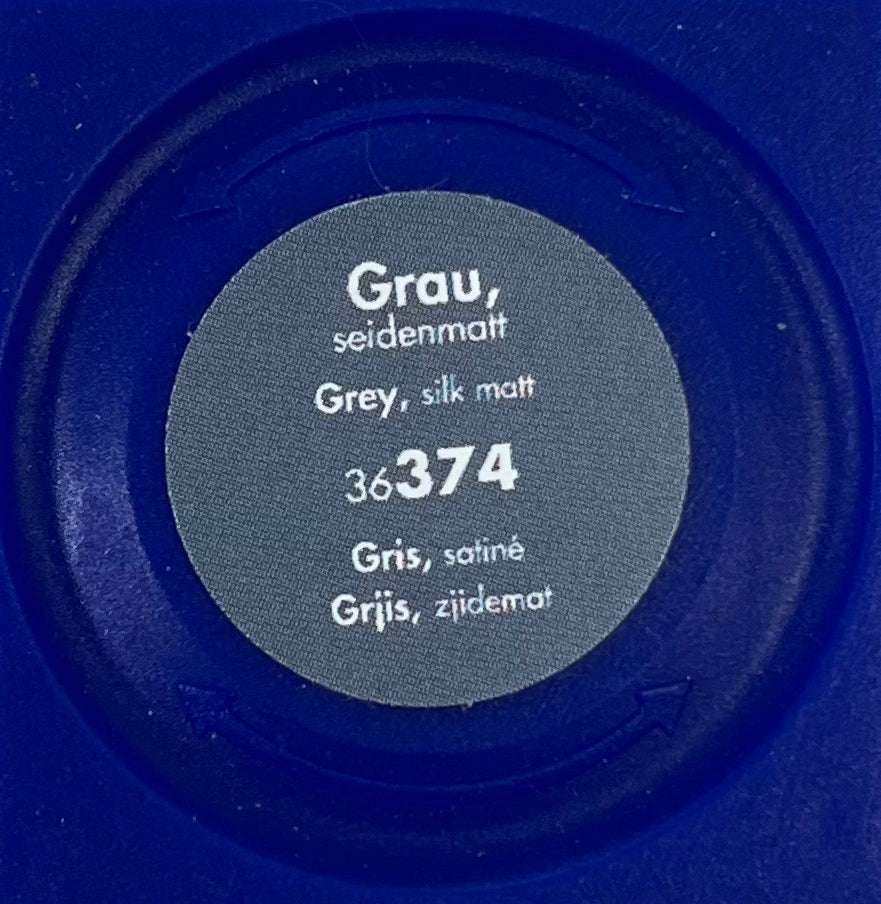 Grau,
seidenmatt
Grey, silk matt
36374
Gris, satiné
Grijs, zijdemat